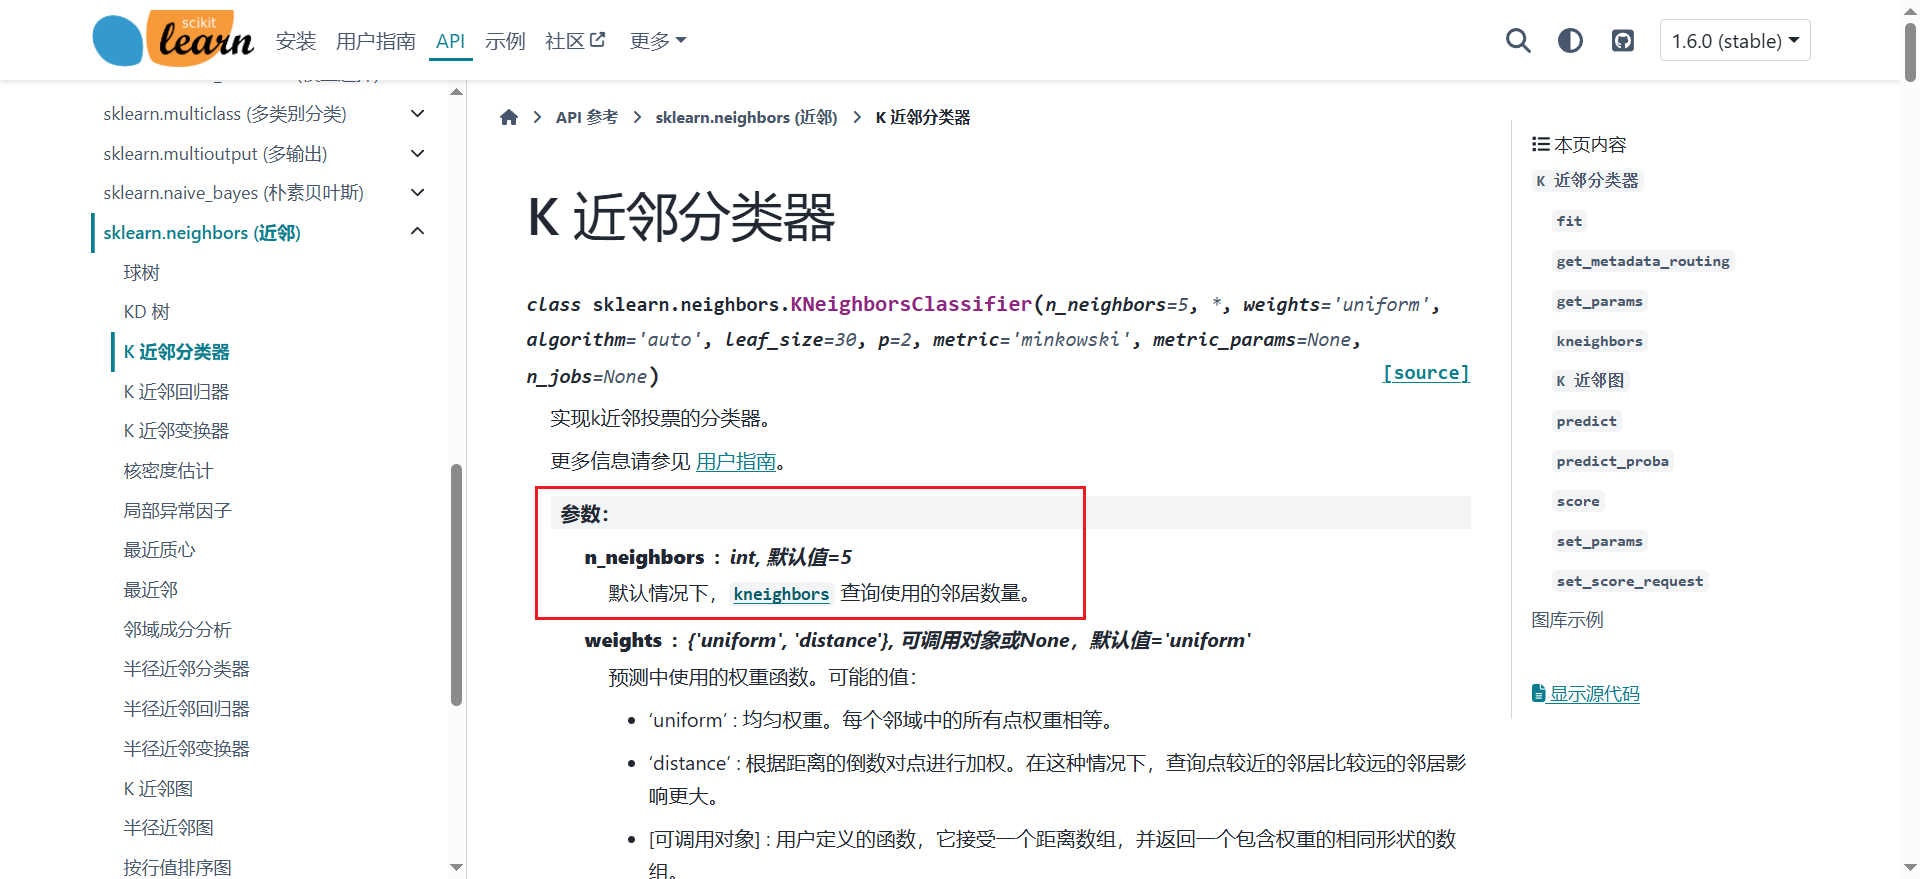 scikit
learn
安装
用户指南
API
示例
社区
更多
1.6.0 (stable)
sklearn.multiclass (多类别分类)
sklearn.multioutput (多输出)
sklearn.naive_bayes (朴素贝叶斯)
sklearn.neighbors (近邻)
球树
KD 树
K 近邻分类器
K 近邻回归器
K 近邻变换器
核密度估计
局部异常因子
最近质心
最近邻
邻域成分分析
半径近邻分类器
半径近邻回归器
半径近邻变换器
K 近邻图
半径近邻图
按行值排序图
API 参考 > sklearn.neighbors (近邻) > K 近邻分类器
K 近邻分类器
class sklearn.neighbors.KNeighborsClassifier(n_neighbors=5, *, weights='uniform',
algorithm='auto', leaf_size=30, p=2, metric='minkowski', metric_params=None,
n_jobs=None)
[source]
实现k近邻投票的分类器。
更多信息请参见 用户指南。
参数：
n_neighbors : int, 默认值=5
默认情况下， kneighbors 查询使用的邻居数量。
weights : {'uniform', 'distance'}, 可调用对象或None，默认值='uniform'
预测中使用的权重函数。可能的值：
• ‘uniform’ : 均匀权重。每个邻域中的所有点权重相等。
• ‘distance’ : 根据距离的倒数对点进行加权。在这种情况下，查询点较近的邻居比较远的邻居影
响更大。
• [可调用对象] : 用户定义的函数，它接受一个距离数组，并返回一个包含权重的相同形状的数
组。
本页内容
K 近邻分类器
fit
get_metadata_routing
get_params
kneighbors
K 近邻图
predict
predict_proba
score
set_params
set_score_request
图库示例
显示源代码